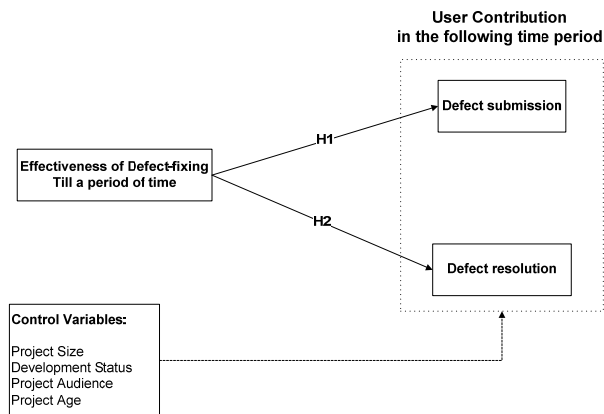 User Contribution
in the following time period
Defect submission
H1
Effectiveness of Defect-fixing
Till a period of time
H2
Defect resolution
Control Variables:
Project Size
Development Status
Project Audience
Project Age